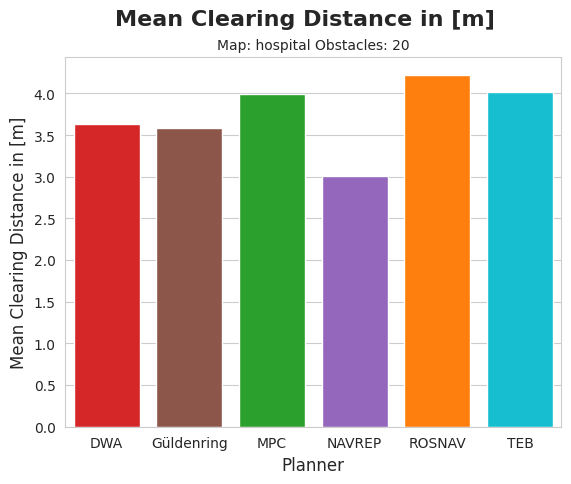 Mean Clearing Distance in [m]
Map: hospital Obstacles: 20
Mean Clearing Distance in [m]
4.0
3.5
3.0
2.5
2.0
1.5
1.0
0.5
0.0
DWA Güldenring MPC NAVREP ROSNAV TEB
Planner